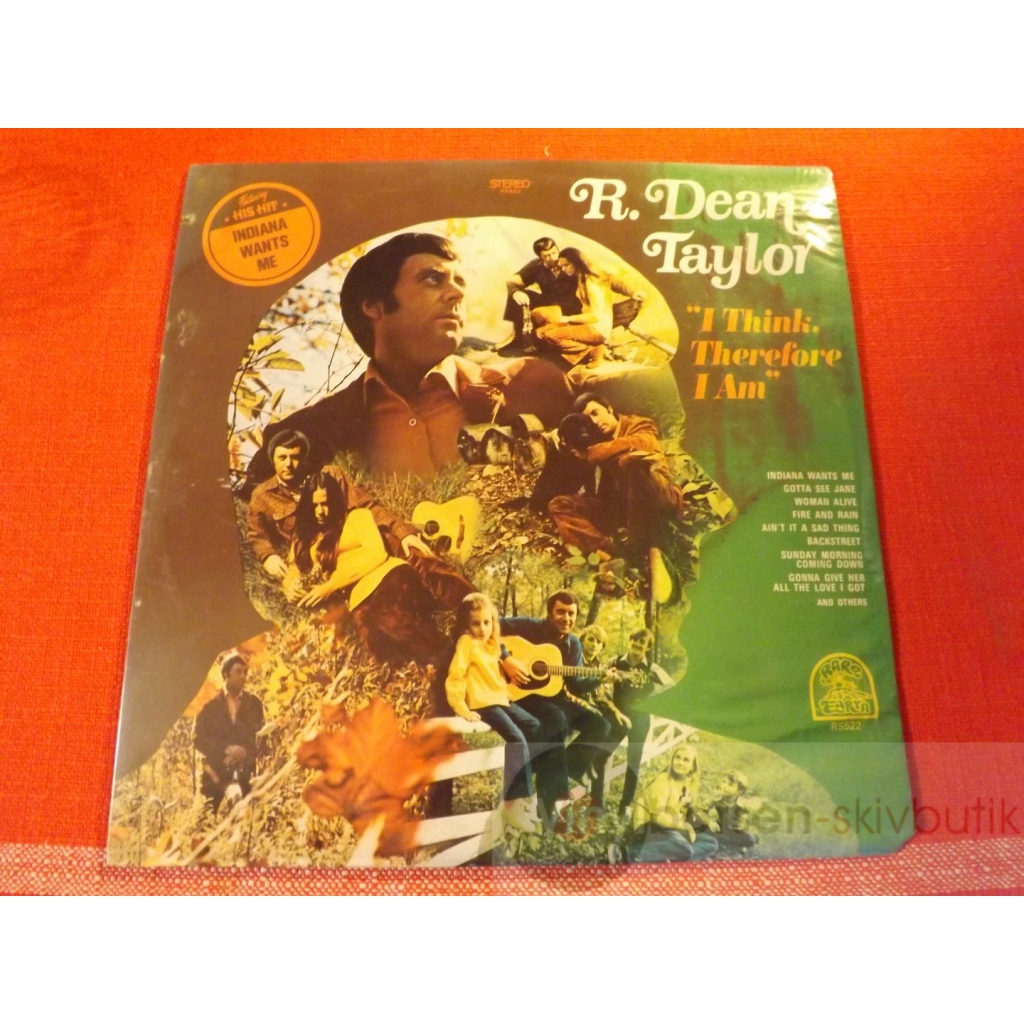 Featuring
HIS HIT
INDIANA
WANTS
ME
STEREO
R. Dean
Taylor
"I Think,
Therefore
I Am"
INDIANA WANTS ME
GOTTA SEE JANE
WOMAN ALIVE
FIRE AND RAIN
AIN'T IT A SAD THING
BACKSTREET
SUNDAY MORNING
COMING DOWN
GONNA GIVE HER
ALL THE LOVE I GOT
AND OTHERS
RARE
EARTH
RS522
-skivbutik